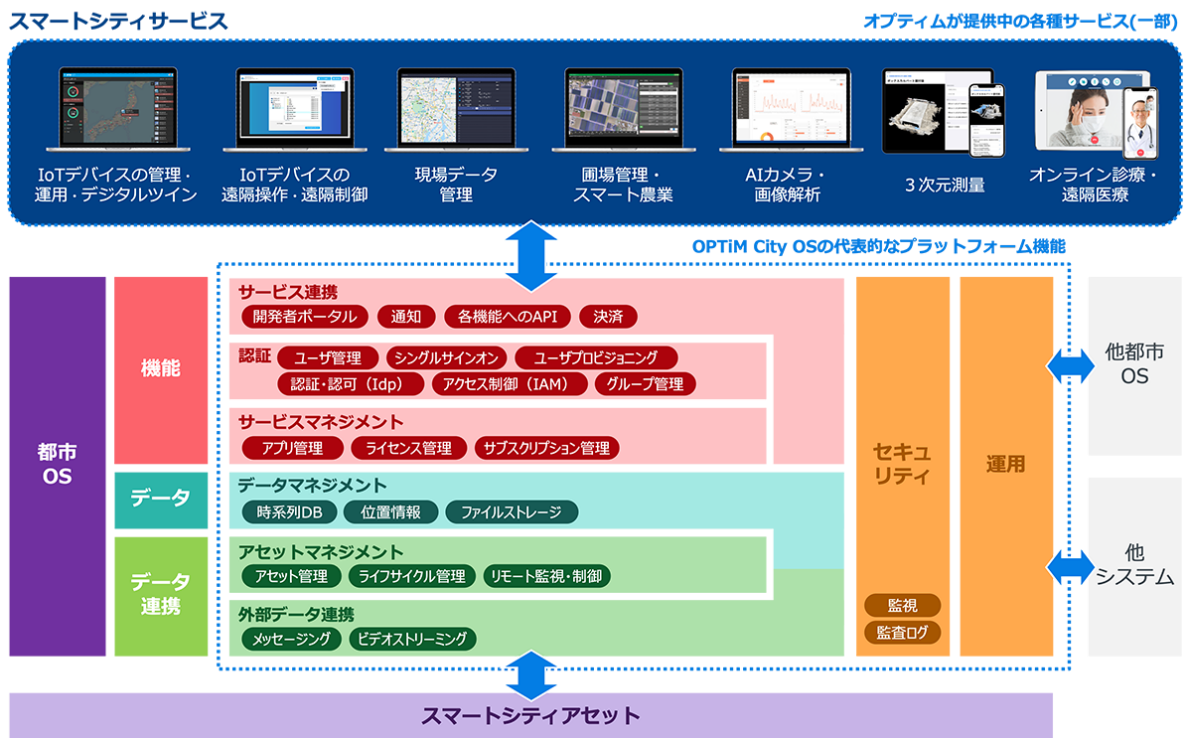 スマートシティサービス
オプティムが提供中の各種サービス(一部)
IoTデバイスの管理・
運用・デジタルツイン
IoTデバイスの
遠隔操作・遠隔制御
現場データ
管理
圃場管理・
スマート農業
AIカメラ・
画像解析
3次元測量
オンライン診療・
遠隔医療
OPTiM City OSの代表的なプラットフォーム機能
都市
OS
機能
サービス連携
開発者ポータル
通知
各機能へのAPI
決済
認証
ユーザ管理
シングルサインオン
ユーザプロビジョニング
認証・認可（Idp）
アクセス制御（IAM）
グループ管理
サービスマネジメント
アプリ管理
ライセンス管理
サブスクリプション管理
データ
データマネジメント
時系列DB
位置情報
ファイルストレージ
データ
連携
アセットマネジメント
アセット管理
ライフサイクル管理
リモート監視・制御
外部データ連携
メッセージング
ビデオストリーミング
セキュ
リティ
監視
監査ログ
運用
他都市
OS
他
システム
スマートシティアセット